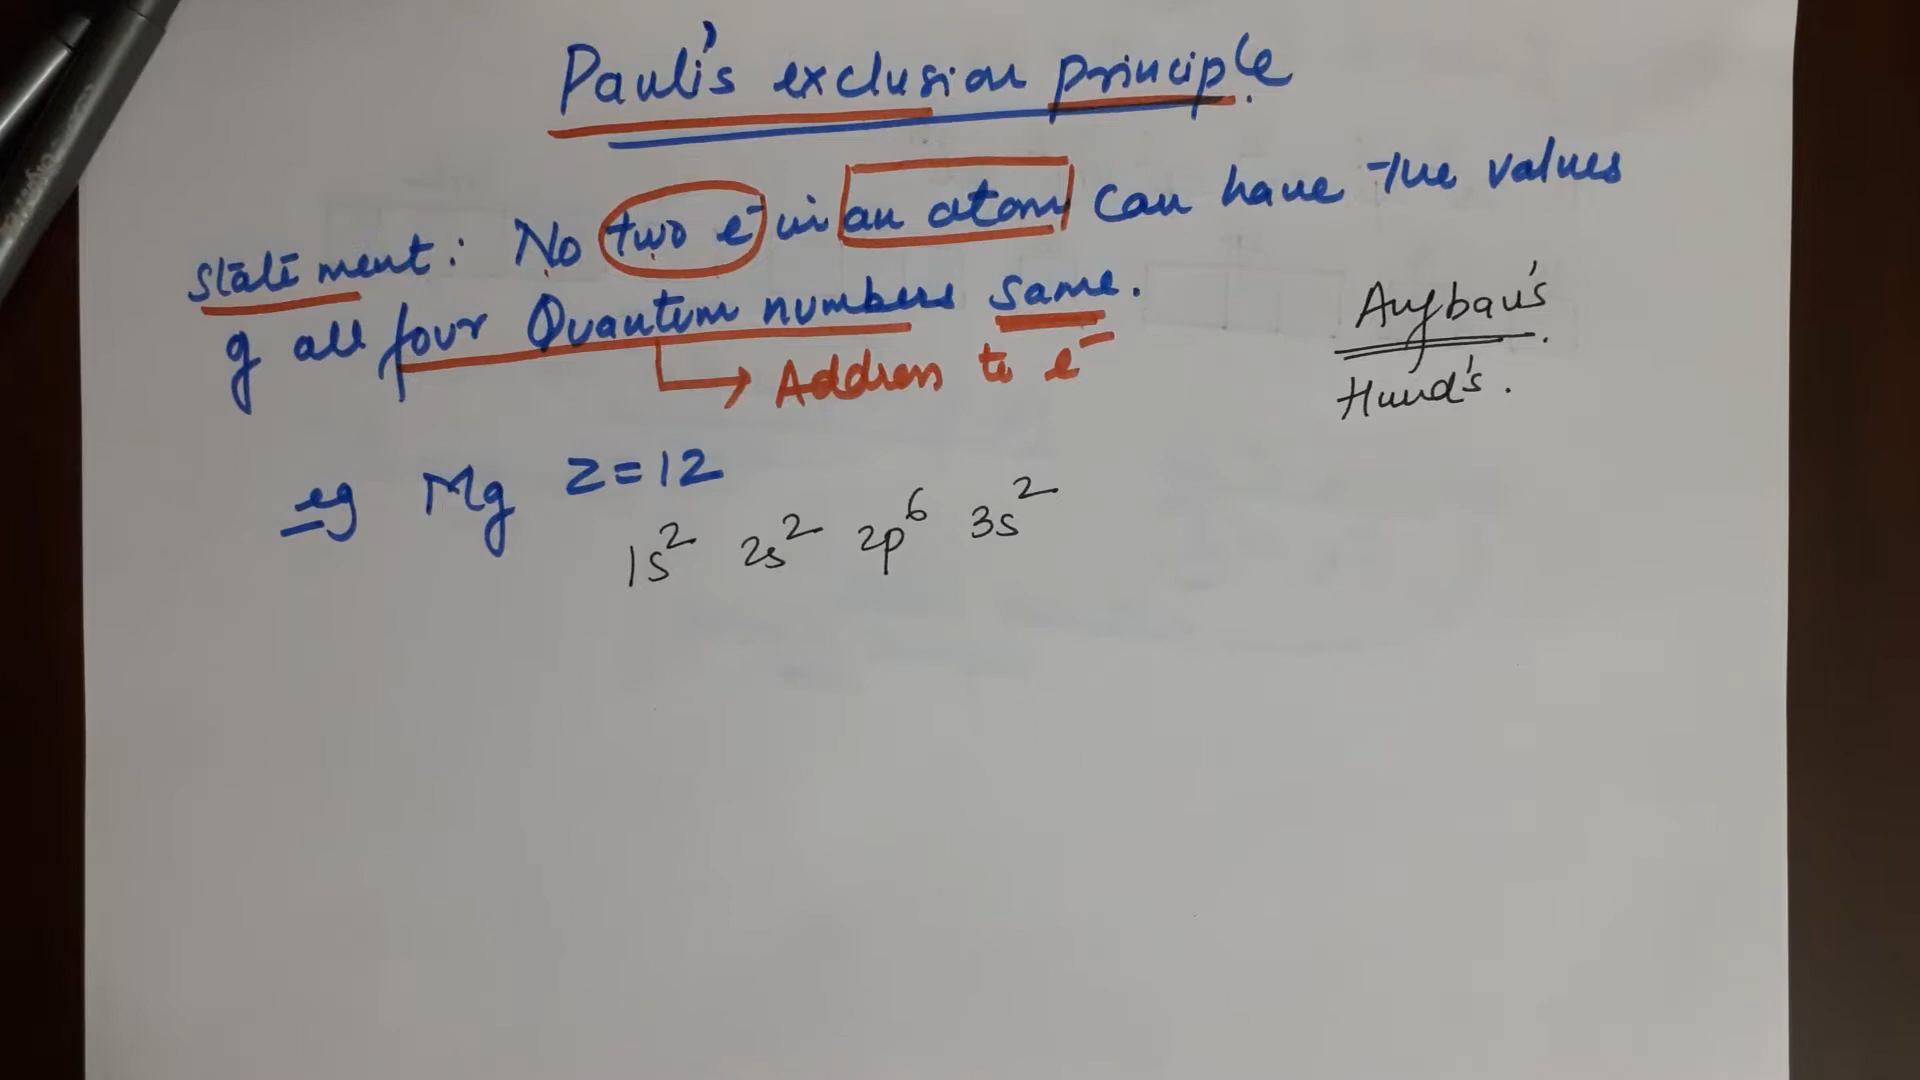 Pauli's exclusion principle.
Statement: No two e⁻ in an atom can have the values
of all four Quantum numbers same.
→ Address to e⁻
Aufbau's
Hund's.
eg Mg Z=12
1s² 2s² 2p⁶ 3s²